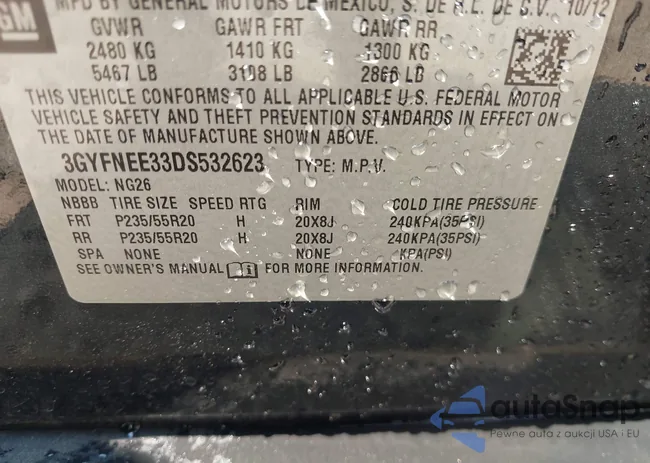 GM
MFD BY GENERAL MOTORS DE MEXICO, S. DE R.L. DE C.V. 10/12
GVWR GAWR FRT GAWR RR
2480 KG 1410 KG 1300 KG
5467 LB 3108 LB 2866 LB
THIS VEHICLE CONFORMS TO ALL APPLICABLE U.S. FEDERAL MOTOR
VEHICLE SAFETY AND THEFT PREVENTION STANDARDS IN EFFECT ON
THE DATE OF MANUFACTURE SHOWN ABOVE.
3GYFNEE33DS532623 TYPE: M.P.V.
MODEL: NG26
NBBB TIRE SIZE SPEED RTG RIM COLD TIRE PRESSURE
FRT P235/55R20 H 20X8J 240KPA(35PSI)
RR P235/55R20 H 20X8J 240KPA(35PSI)
SPA NONE NONE KPA(PSI)
SEE OWNER'S MANUAL FOR MORE INFORMATION.
autoSnap
Pewne auta z aukcji USA · EU